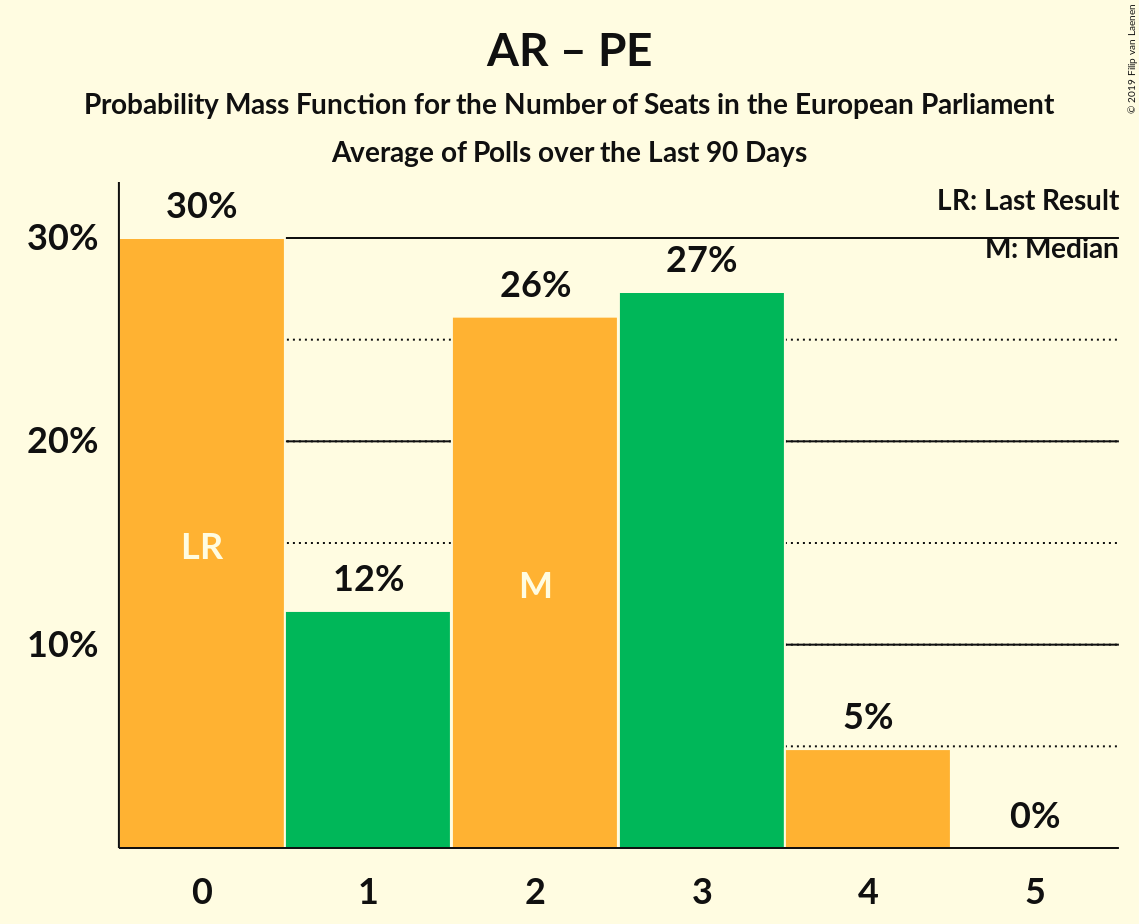 AR – PE
Probability Mass Function for the Number of Seats in the European Parliament
Average of Polls over the Last 90 Days
© 2019 Filip van Laenen
LR: Last Result
M: Median
30%
20%
10%
30%
12%
26%
27%
5%
0%
LR
M
0 1 2 3 4 5